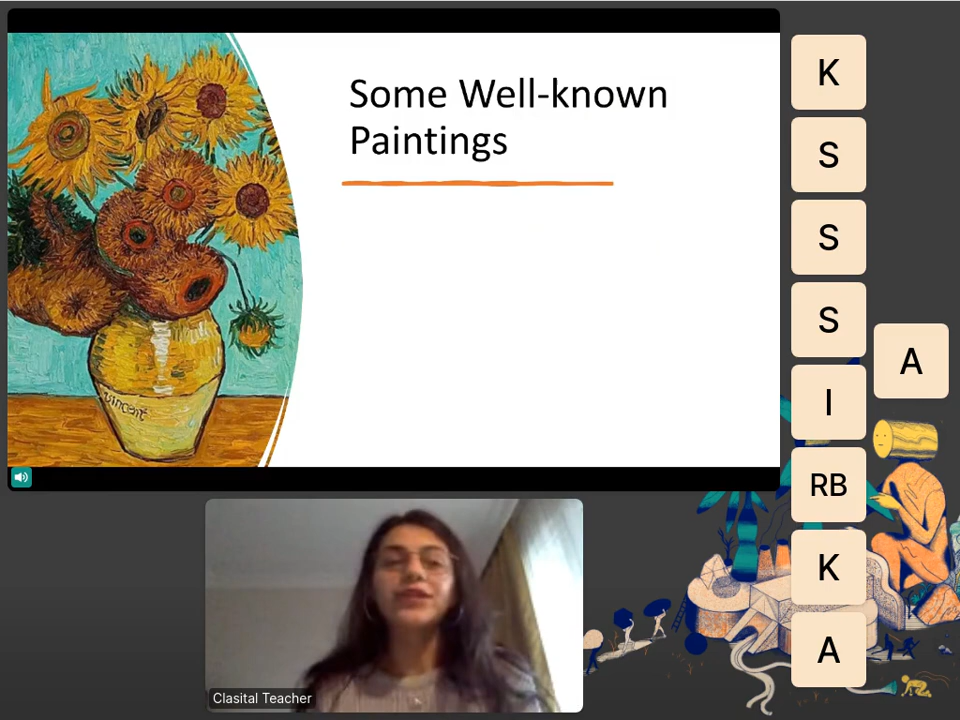 Some Well-known
Paintings
vincent
K
S
S
S
I
A
RB
K
A
Clasital Teacher